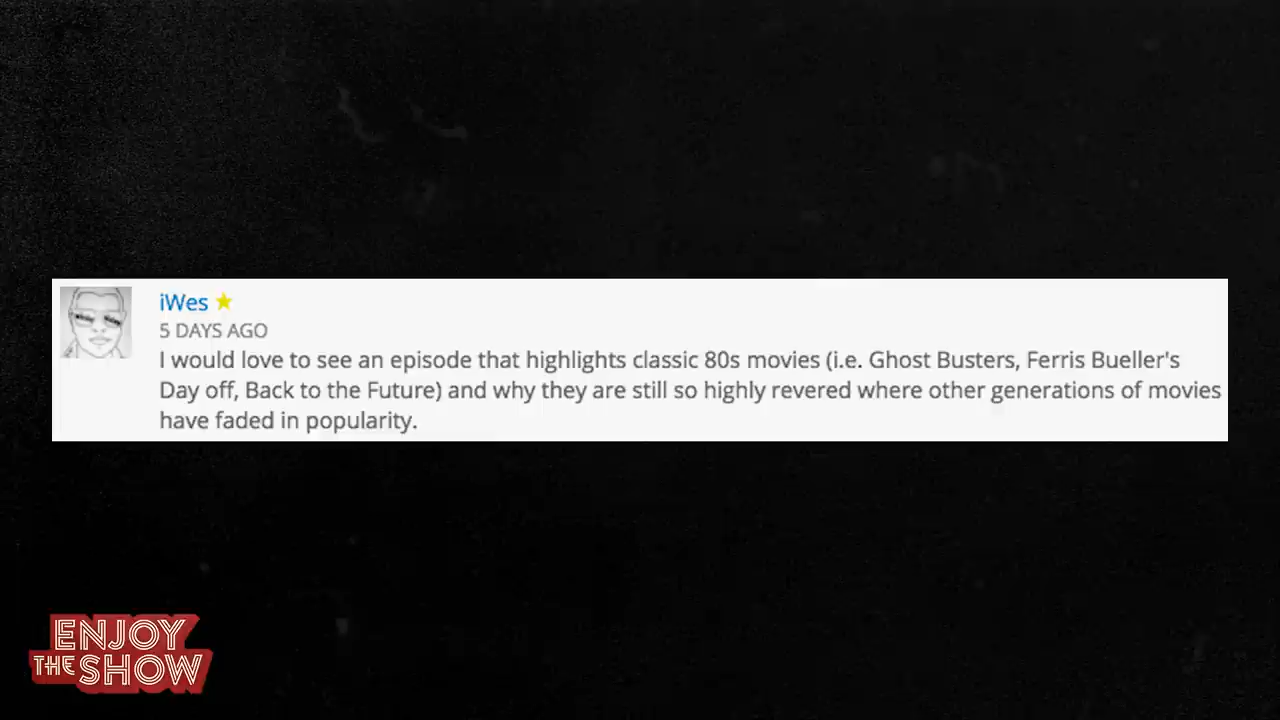 iWes
5 DAYS AGO
I would love to see an episode that highlights classic 80s movies (i.e. Ghost Busters, Ferris Bueller's
Day off, Back to the Future) and why they are still so highly revered where other generations of movies
have faded in popularity.
ENJOY
THE SHOW